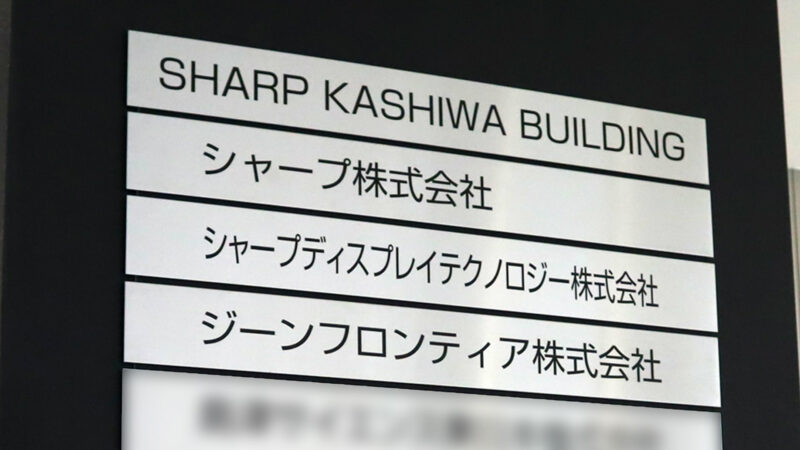 SHARP KASHIWA BUILDING
シャープ株式会社
シャープディスプレイテクノロジー株式会社
ジーンフロンティア株式会社